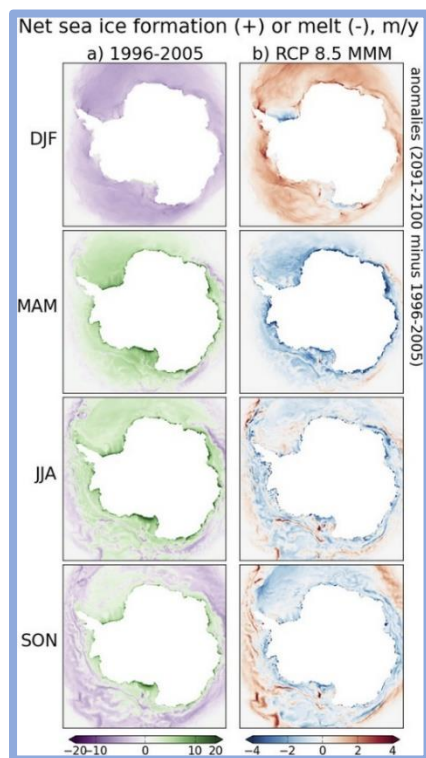 Net sea ice formation (+) or melt (-), m/y
a) 1996-2005
b) RCP 8.5 MMM
anomalies (2091-2100 minus 1996-2005)
DJF
MAM
JJA
SON
−20 −10 0 10 20
−4 −2 0 2 4